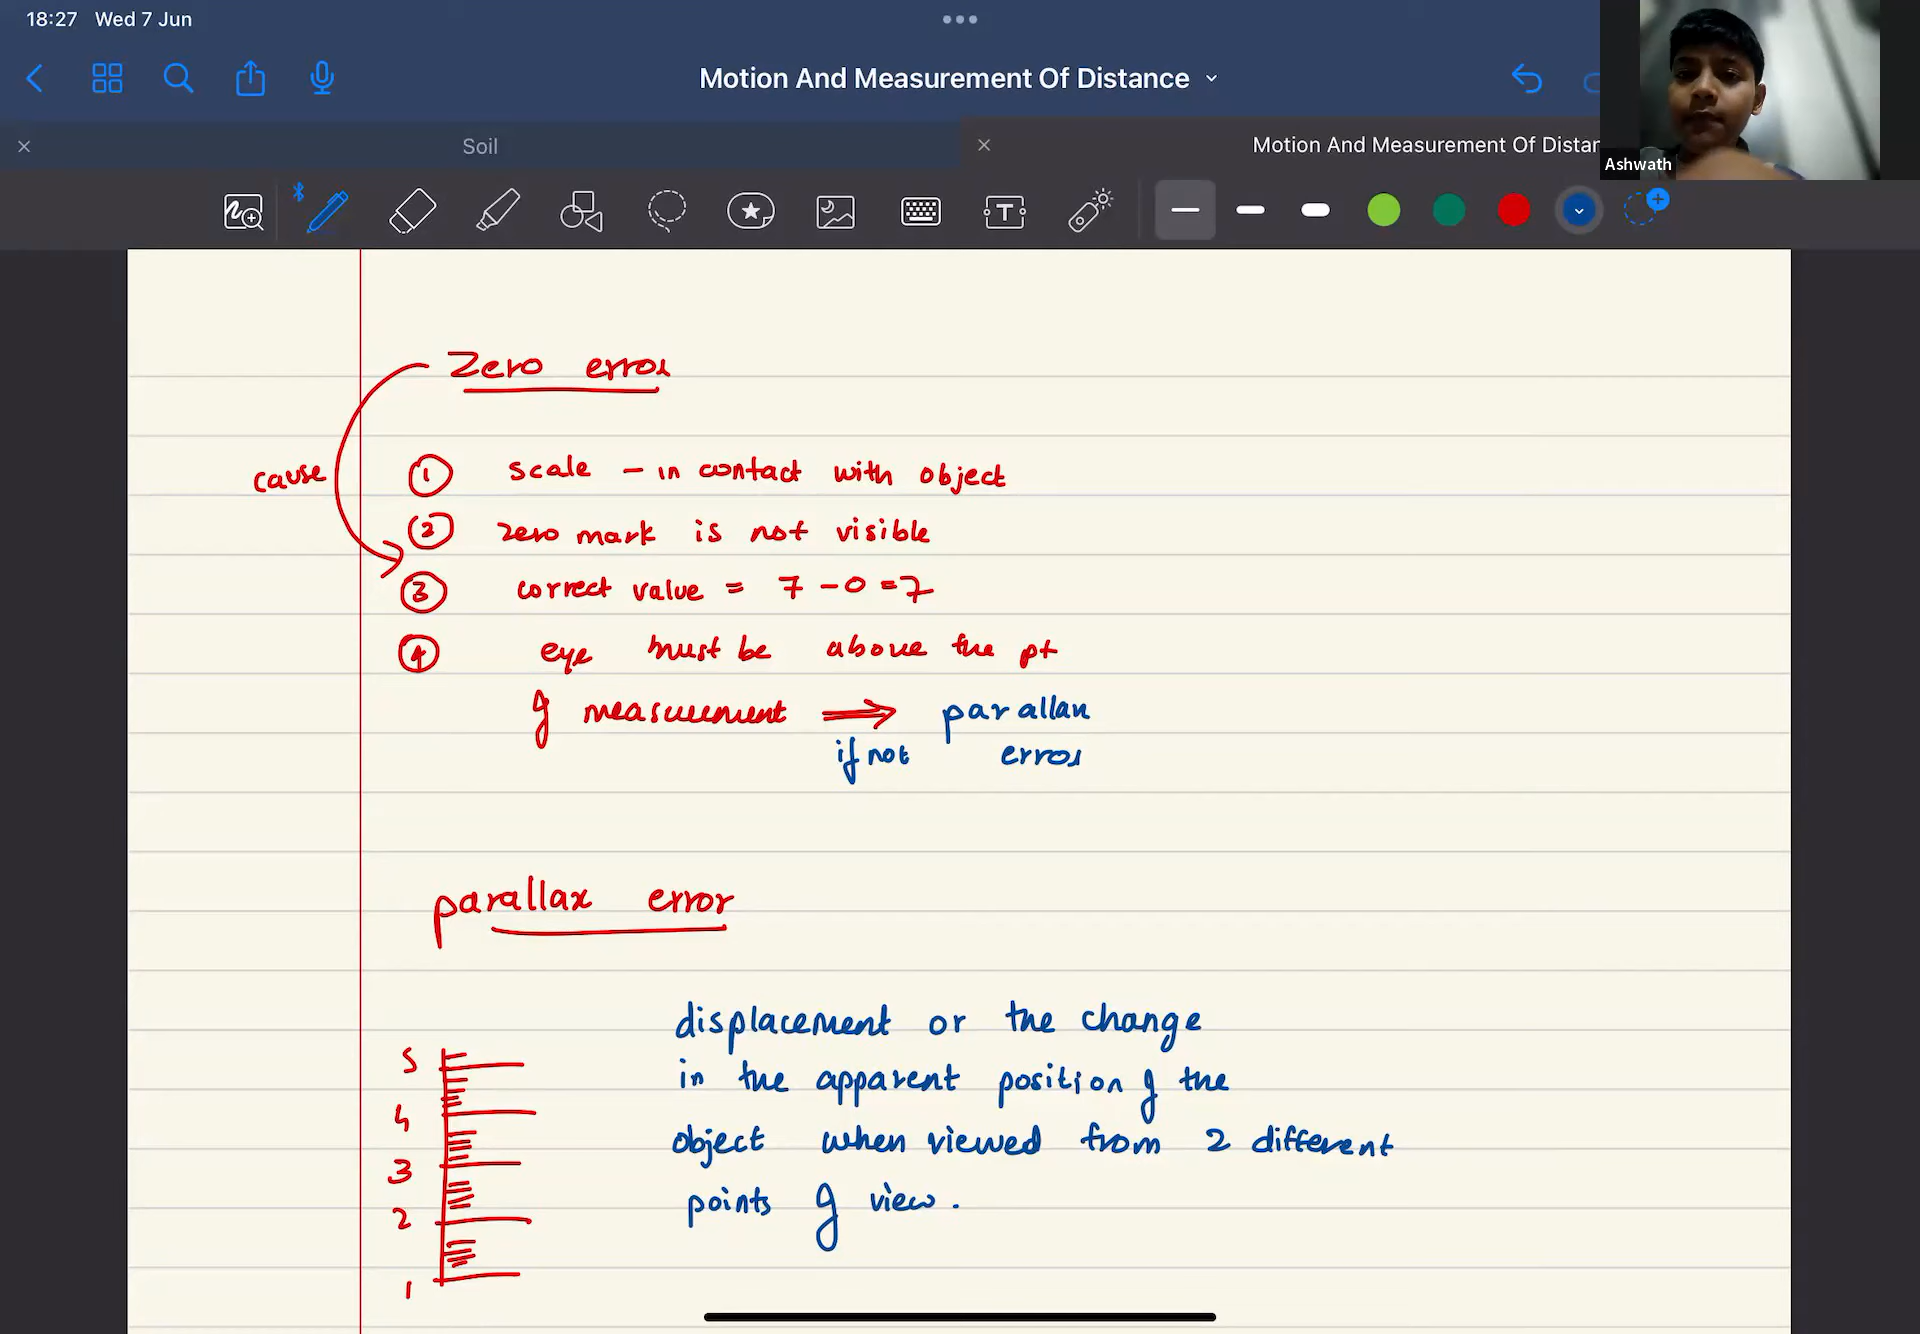 18:27 Wed 7 Jun
Motion And Measurement Of Distance
Soil
Motion And Measurement Of Distan
Ashwath
Zero error
cause
① scale - in contact with object
② zero mark is not visible
③ correct value = 7 - 0 = 7
④ eye must be above the pt
of measurement ⇒ parallax
if not error
parallax error
displacement or the change
in the apparent position of the
object when viewed from 2 different
points of view.
5
4
3
2
1